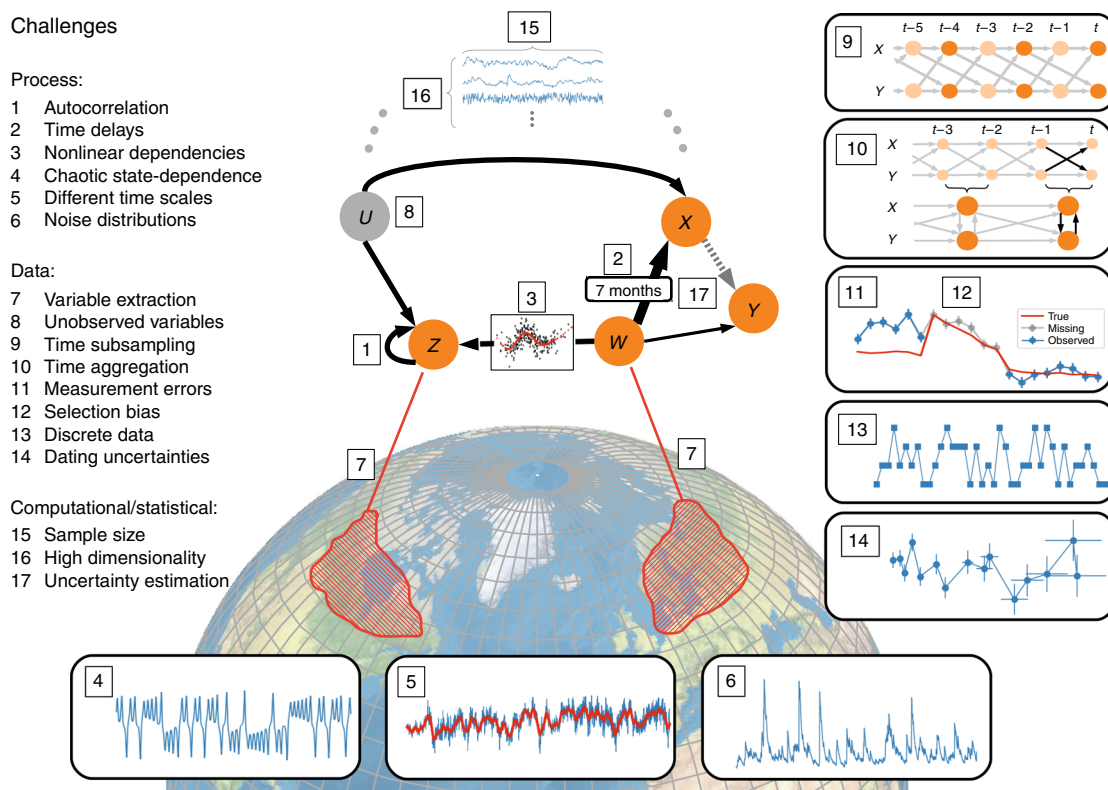 Challenges
Process:
1 Autocorrelation
2 Time delays
3 Nonlinear dependencies
4 Chaotic state-dependence
5 Different time scales
6 Noise distributions
Data:
7 Variable extraction
8 Unobserved variables
9 Time subsampling
10 Time aggregation
11 Measurement errors
12 Selection bias
13 Discrete data
14 Dating uncertainties
Computational/statistical:
15 Sample size
16 High dimensionality
17 Uncertainty estimation
15
16
U
8
X
2
7 months
17
Y
3
1
Z
W
7
7
9
t–5 t–4 t–3 t–2 t–1 t
X
Y
10
t–3 t–2 t–1 t
X
Y
X
Y
11
12
True
Missing
Observed
13
14
4
5
6